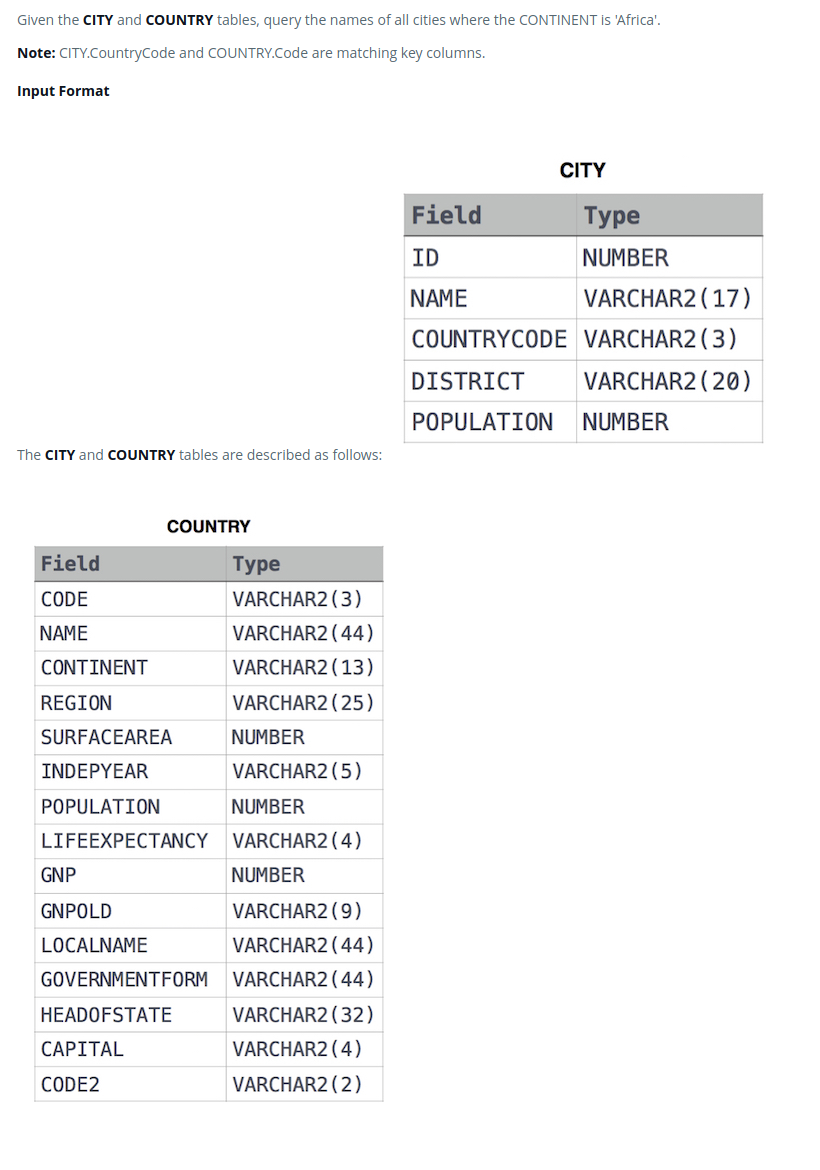 Given the CITY and COUNTRY tables, query the names of all cities where the CONTINENT is 'Africa'.
Note: CITY.CountryCode and COUNTRY.Code are matching key columns.
Input Format
CITY
Field Type
ID NUMBER
NAME VARCHAR2(17)
COUNTRYCODE VARCHAR2(3)
DISTRICT VARCHAR2(20)
POPULATION NUMBER
The CITY and COUNTRY tables are described as follows:
COUNTRY
Field Type
CODE VARCHAR2(3)
NAME VARCHAR2(44)
CONTINENT VARCHAR2(13)
REGION VARCHAR2(25)
SURFACEAREA NUMBER
INDEPYEAR VARCHAR2(5)
POPULATION NUMBER
LIFEEXPECTANCY VARCHAR2(4)
GNP NUMBER
GNPOLD VARCHAR2(9)
LOCALNAME VARCHAR2(44)
GOVERNMENTFORM VARCHAR2(44)
HEADOFSTATE VARCHAR2(32)
CAPITAL VARCHAR2(4)
CODE2 VARCHAR2(2)